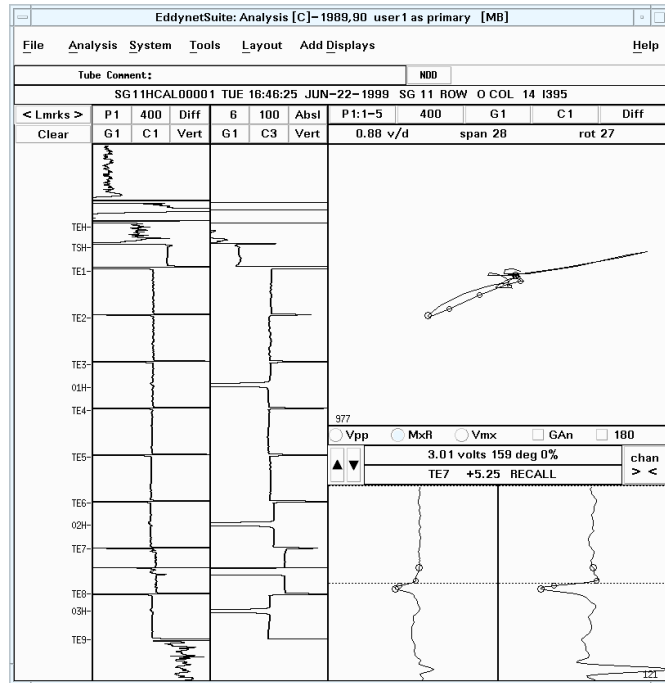 EddynetSuite: Analysis [C]-1989,90 user1 as primary [MB]
File Analysis System Tools Layout Add Displays Help
Tube Comment: NDD
SG11HCAL00001 TUE 16:46:25 JUN-22-1999 SG 11 ROW O COL 14 I395
< Lmrks > P1 400 Diff 6 100 Absl P1:1-5 400 G1 C1 Diff
Clear G1 C1 Vert G1 C3 Vert 0.88 v/d span 28 rot 27
TEH
TSH
TE1
TE2
TE3
01H
TE4
TE5
TE6
02H
TE7
TE8
03H
TE9
977
Vpp MxR Vmx GAn 180
3.01 volts 159 deg 0% chan
TE7 +5.25 RECALL > <
121